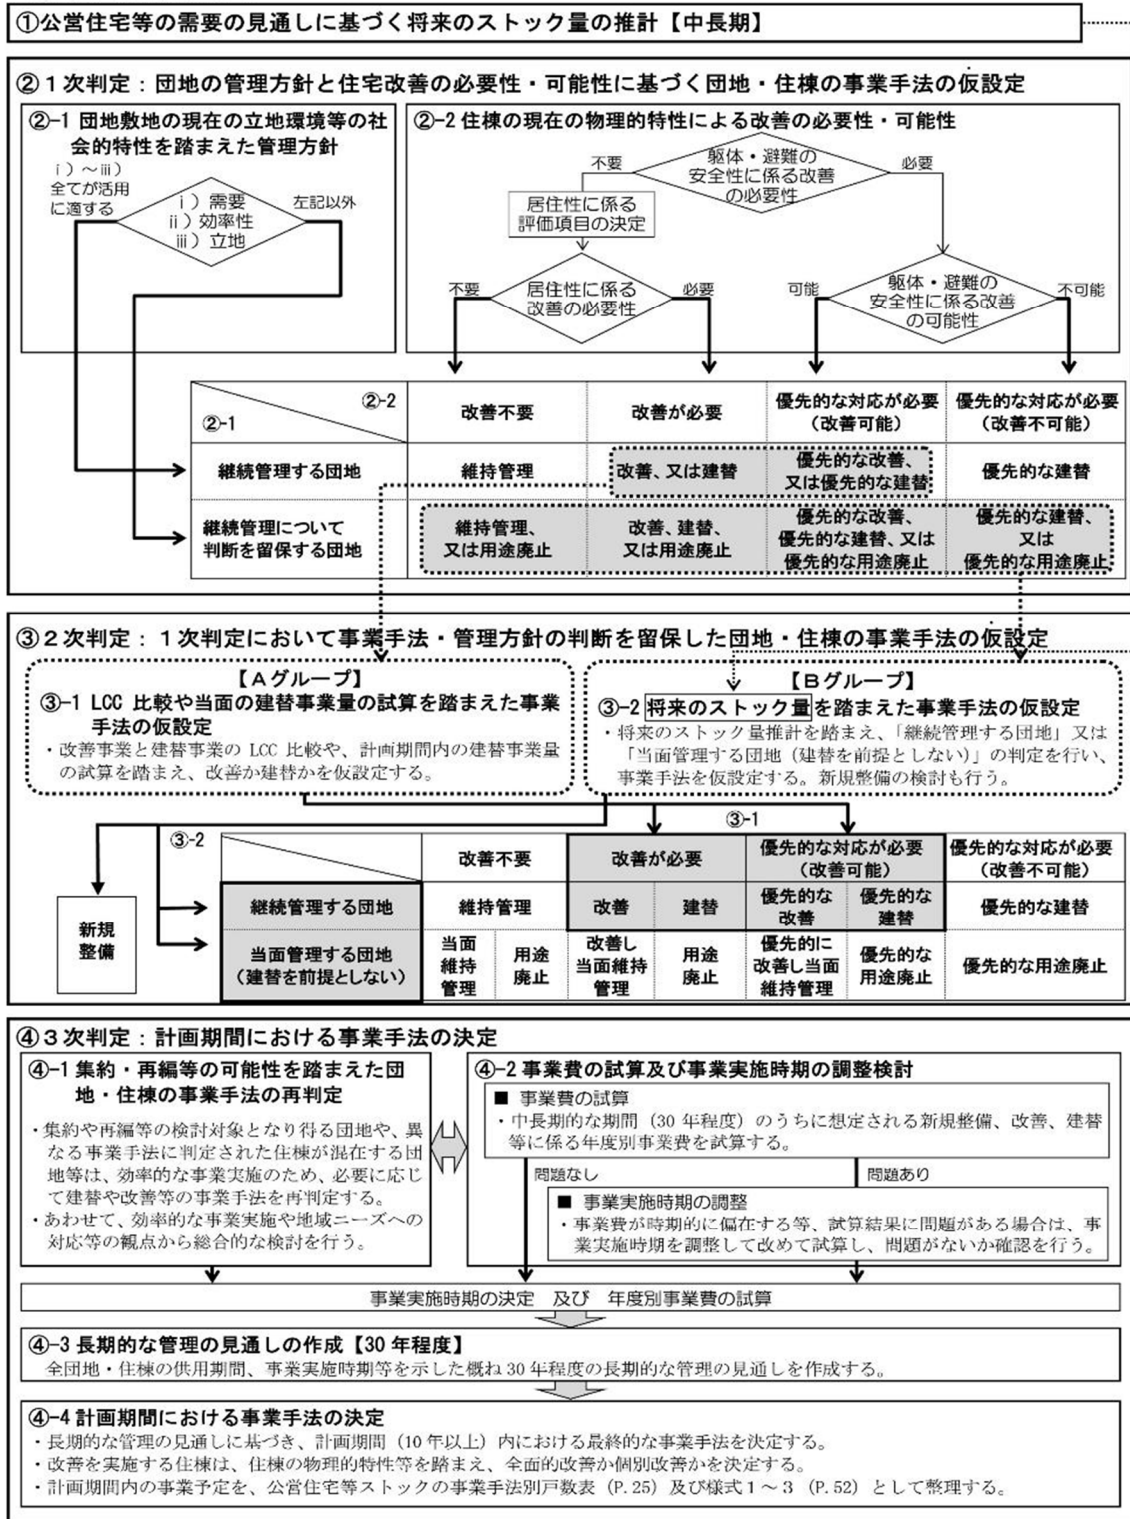 ①公営住宅等の需要の見通しに基づく将来のストック量の推計【中長期】
②１次判定：団地の管理方針と住宅改善の必要性・可能性に基づく団地・住棟の事業手法の仮設定
②-1 団地敷地の現在の立地環境等の社
会的特性を踏まえた管理方針
ⅰ）～ⅲ）
全てが活用
に適する
ⅰ）需要
ⅱ）効率性
ⅲ）立地
左記以外
②-2 住棟の現在の物理的特性による改善の必要性・可能性
不要
躯体・避難の
安全性に係る改善
の必要性
必要
居住性に係る
評価項目の決定
不要
居住性に係る
改善の必要性
必要
可能
躯体・避難の
安全性に係る改善
の可能性
不可能
②-2
②-1
改善不要
改善が必要
優先的な対応が必要
（改善可能）
優先的な対応が必要
（改善不可能）
継続管理する団地
維持管理
改善、又は建替
優先的な改善、
又は優先的な建替
優先的な建替
継続管理について
判断を留保する団地
維持管理、
又は用途廃止
改善、建替、
又は用途廃止
優先的な改善、
優先的な建替、又は
優先的な用途廃止
優先的な建替、
又は
優先的な用途廃止
③２次判定：１次判定において事業手法・管理方針の判断を留保した団地・住棟の事業手法の仮設定
【Ａグループ】
③-1 LCC 比較や当面の建替事業量の試算を踏まえた事業
手法の仮設定
・改善事業と建替事業の LCC 比較や、計画期間内の建替事業量
の試算を踏まえ、改善か建替かを仮設定する。
【Ｂグループ】
③-2 将来のストック量を踏まえた事業手法の仮設定
・将来のストック量推計を踏まえ、「継続管理する団地」又は
「当面管理する団地（建替を前提としない）」の判定を行い、
事業手法を仮設定する。新規整備の検討も行う。
③-1
③-2
改善不要
改善が必要
優先的な対応が必要
（改善可能）
優先的な対応が必要
（改善不可能）
新規
整備
継続管理する団地
維持管理
改善
建替
優先的な
改善
優先的な
建替
優先的な建替
当面管理する団地
（建替を前提としない）
当面
維持
管理
用途
廃止
改善し
当面維持
管理
用途
廃止
優先的に
改善し当面
維持管理
優先的な
用途廃止
優先的な用途廃止
④３次判定：計画期間における事業手法の決定
④-1 集約・再編等の可能性を踏まえた団
地・住棟の事業手法の再判定
・集約や再編等の検討対象となり得る団地や、異
なる事業手法に判定された住棟が混在する団
地等は、効率的な事業実施のため、必要に応じ
て建替や改善等の事業手法を再判定する。
・あわせて、効率的な事業実施や地域ニーズへの
対応等の観点から総合的な検討を行う。
④-2 事業費の試算及び事業実施時期の調整検討
■ 事業費の試算
・中長期的な期間（30 年程度）のうちに想定される新規整備、改善、建替
等に係る年度別事業費を試算する。
問題なし
問題あり
■ 事業実施時期の調整
・事業費が時期的に偏在する等、試算結果に問題がある場合は、事
業実施時期を調整して改めて試算し、問題がないか確認を行う。
事業実施時期の決定　及び　年度別事業費の試算
④-3 長期的な管理の見通しの作成【30 年程度】
全団地・住棟の供用期間、事業実施時期等を示した概ね 30 年程度の長期的な管理の見通しを作成する。
④-4 計画期間における事業手法の決定
・長期的な管理の見通しに基づき、計画期間（10 年以上）内における最終的な事業手法を決定する。
・改善を実施する住棟は、住棟の物理的特性等を踏まえ、全面的改善か個別改善かを決定する。
・計画期間内の事業予定を、公営住宅等ストックの事業手法別戸数表（P.25）及び様式１～３（P.52）として整理する。